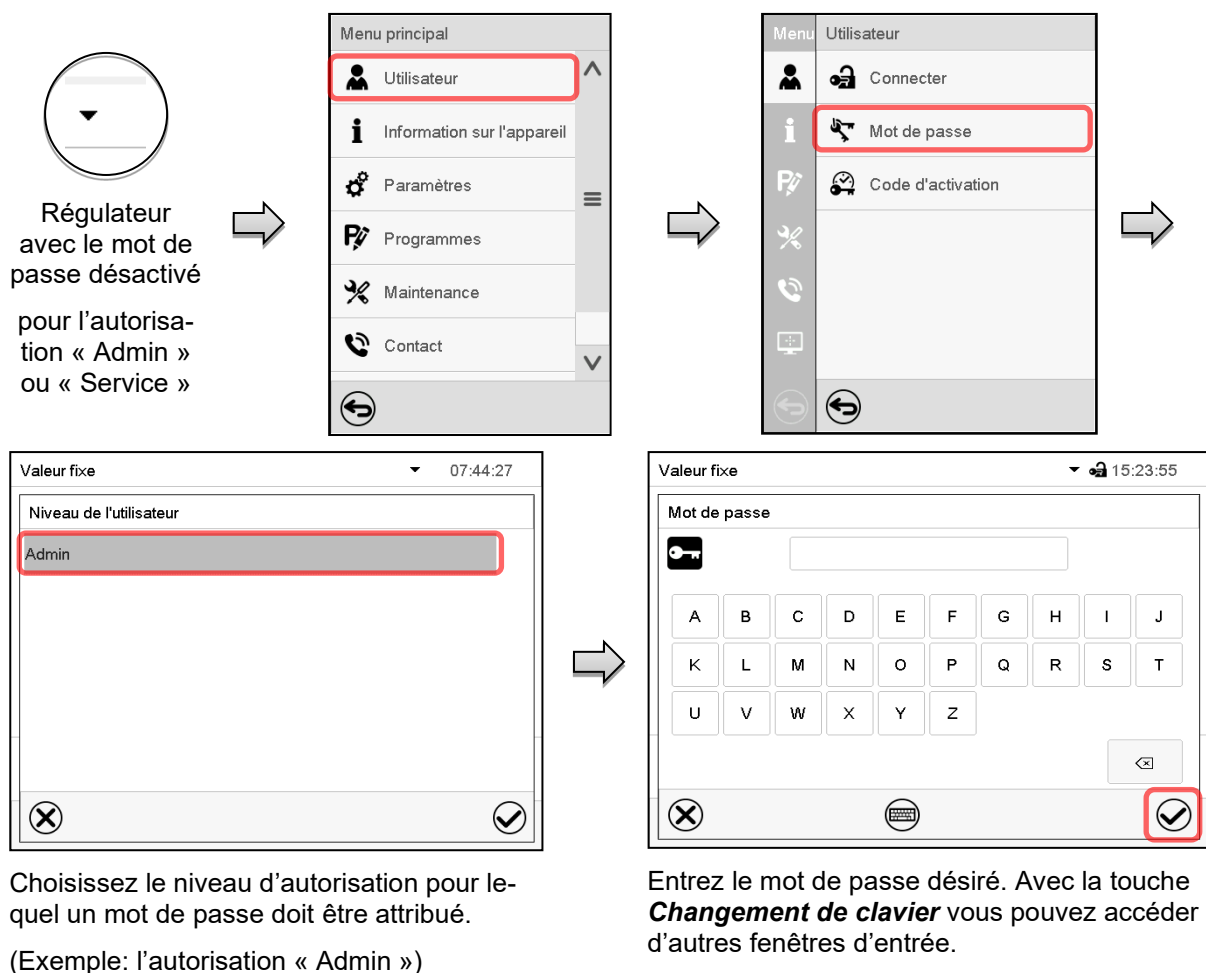 Régulateur
avec le mot de
passe désactivé
pour l’autorisa-
tion « Admin »
ou « Service »
Menu principal
Utilisateur
Information sur l'appareil
Paramètres
Programmes
Maintenance
Contact
Menu
Utilisateur
Connecter
Mot de passe
Code d'activation
Valeur fixe 07:44:27
Niveau de l'utilisateur
Admin
Choisissez le niveau d’autorisation pour le-
quel un mot de passe doit être attribué.
(Exemple: l’autorisation « Admin »)
Valeur fixe 15:23:55
Mot de passe
A B C D E F G H I J
K L M N O P Q R S T
U V W X Y Z
Entrez le mot de passe désiré. Avec la touche
Changement de clavier vous pouvez accéder
d’autres fenêtres d’entrée.